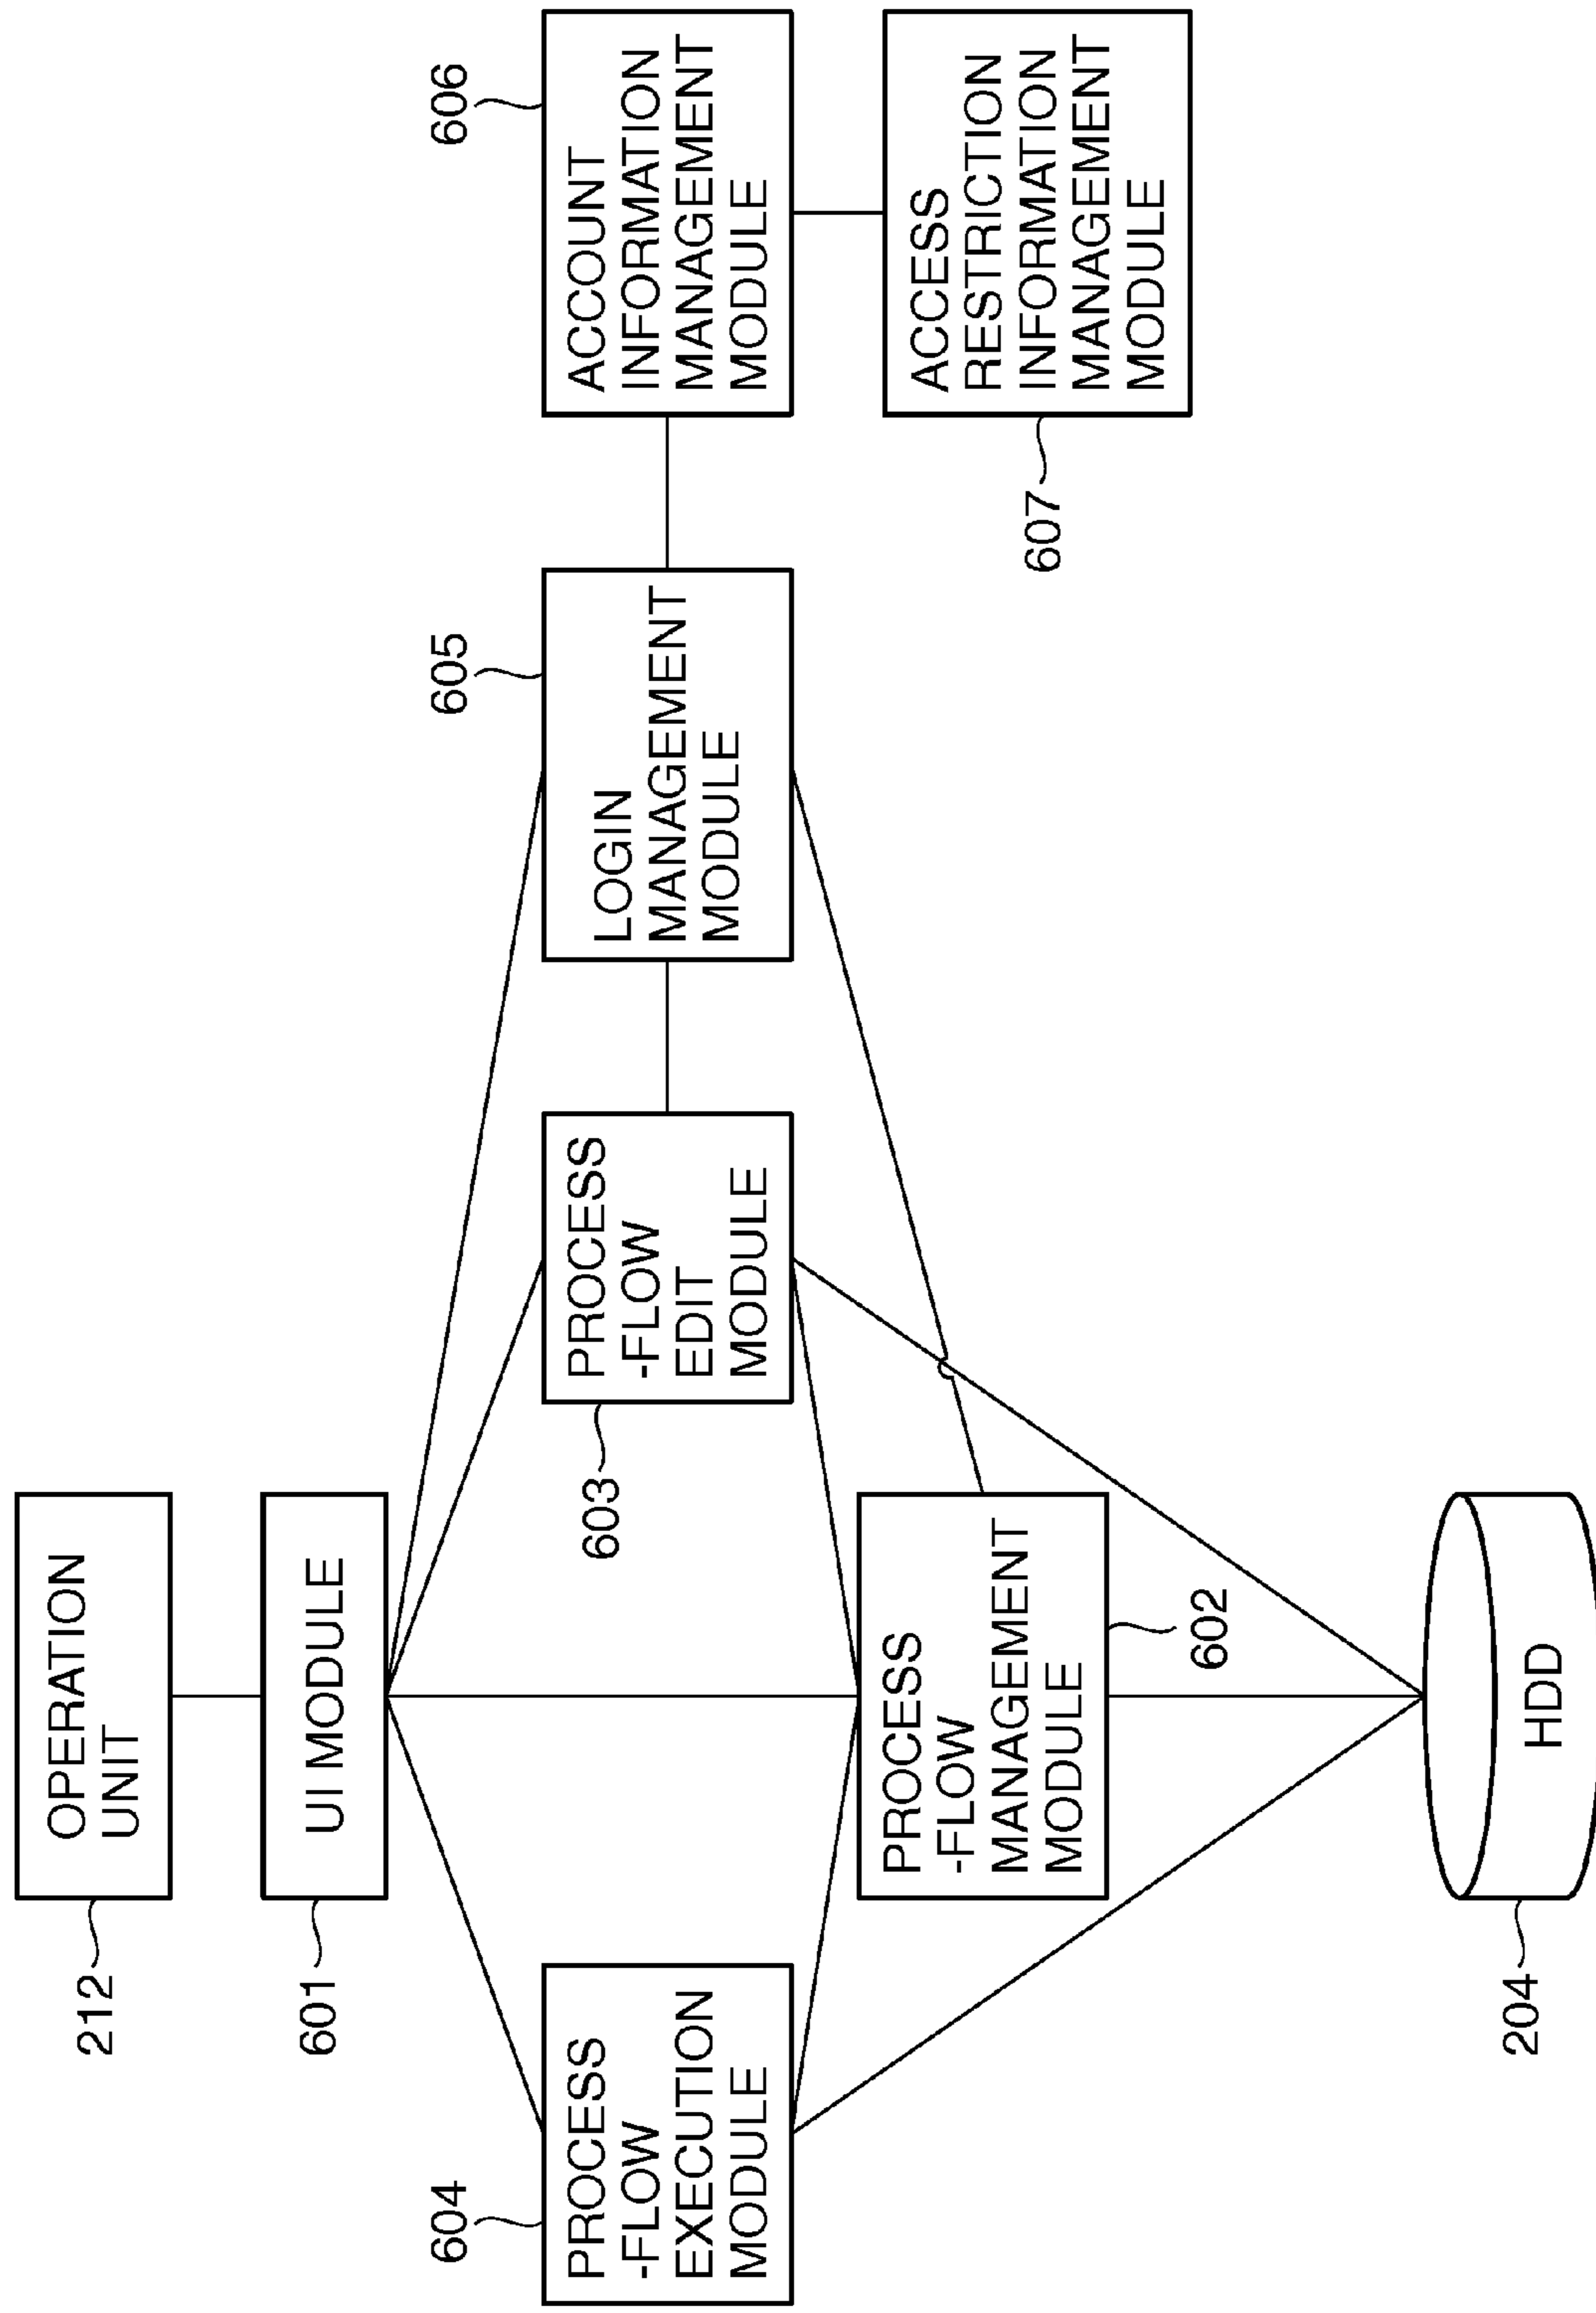 OPERATION
UNIT
212
UI MODULE
601
604
PROCESS
-FLOW
EXECUTION
MODULE
603
PROCESS
-FLOW
EDIT
MODULE
605
LOGIN
MANAGEMENT
MODULE
606
ACCOUNT
INFORMATION
MANAGEMENT
MODULE
PROCESS
-FLOW
MANAGEMENT
MODULE
602
607
ACCESS
RESTRICTION
INFORMATION
MANAGEMENT
MODULE
204
HDD